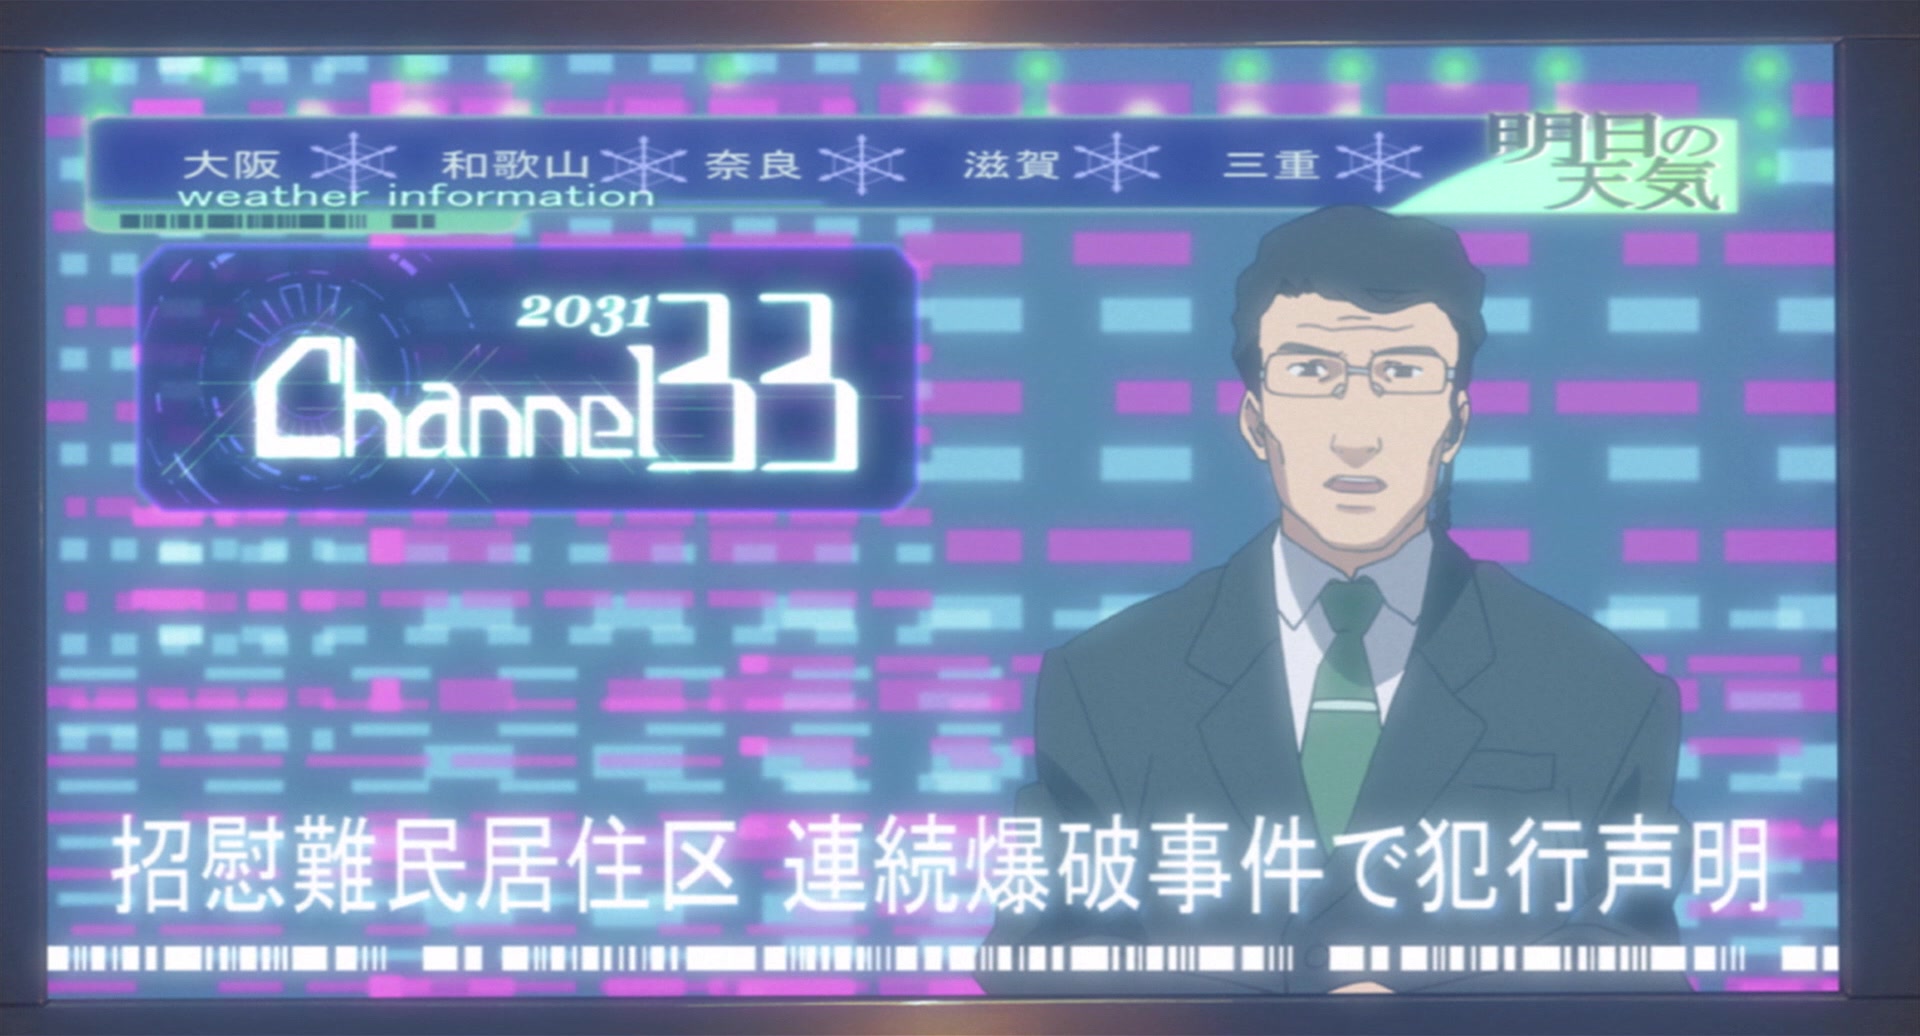 大阪 和歌山 奈良 滋賀 三重
明日の
天気
weather information
2031
Channel33
招慰難民居住区 連続爆破事件で犯行声明